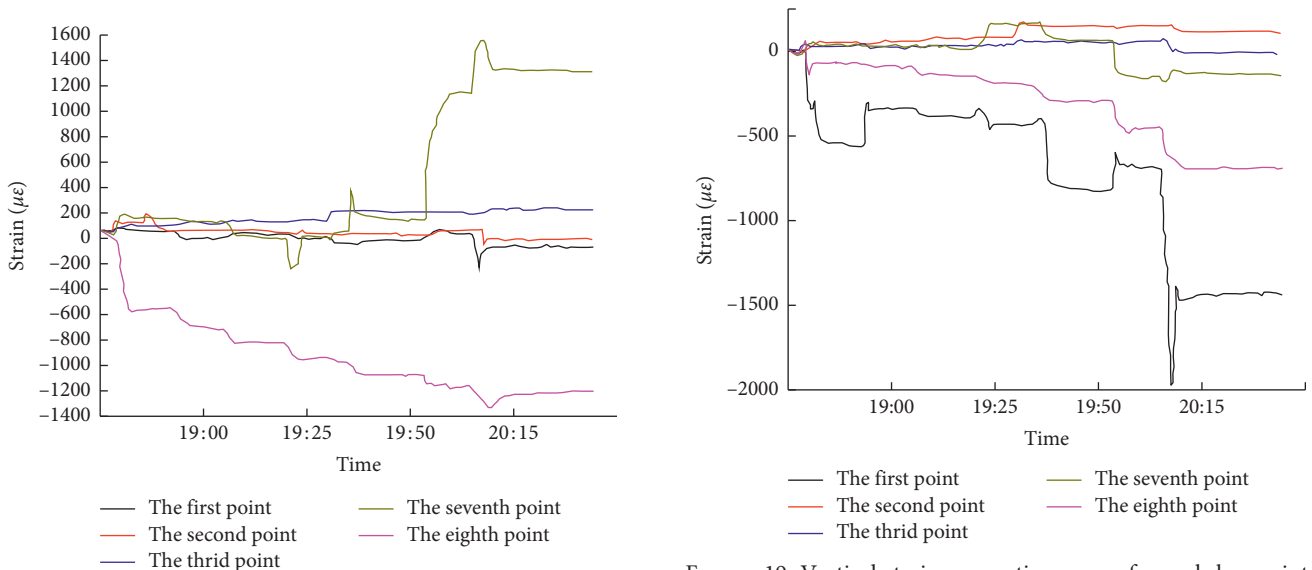 1600
1400
1200
1000
800
600
400
200
0
−200
−400
−600
−800
−1000
−1200
−1400
Strain (με)
19:00 19:25 19:50 20:15
Time
The first point
The second point
The thrid point
The seventh point
The eighth point
0
−500
−1000
−1500
−2000
Strain (με)
19:00 19:25 19:50 20:15
Time
The first point
The second point
The thrid point
The seventh point
The eighth point